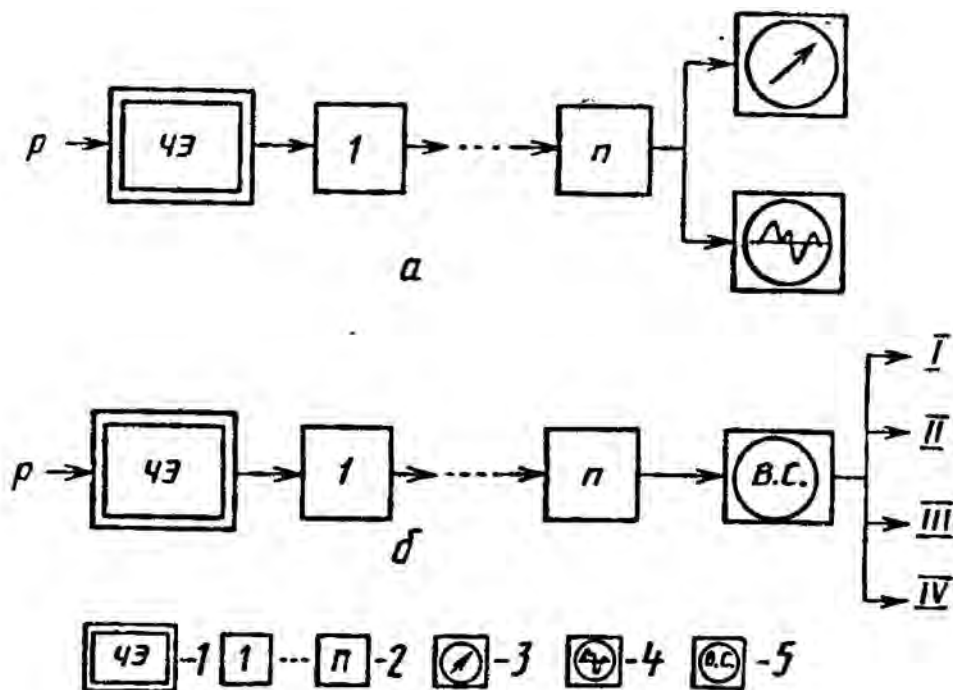 р ЧЭ 1 п
а
I
II
р ЧЭ 1 п В.С.
III
б
IV
ЧЭ -1 1 ... п -2 -3 -4 В.С. -5